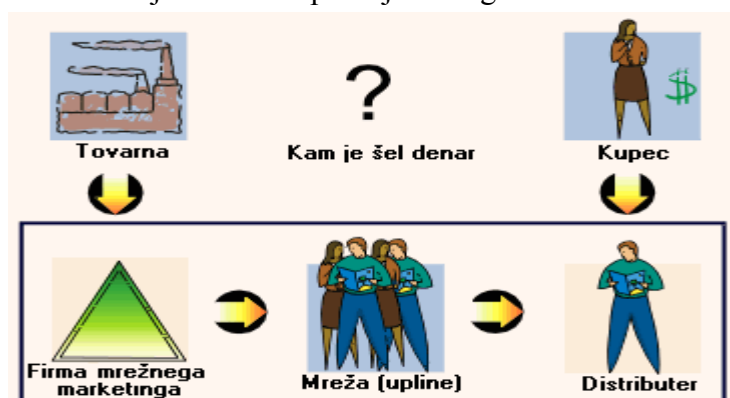 ?
Tovarna
Kam je šel denar
Kupec
$
Firma mrežnega
marketinga
Mreža (upline)
Distributer